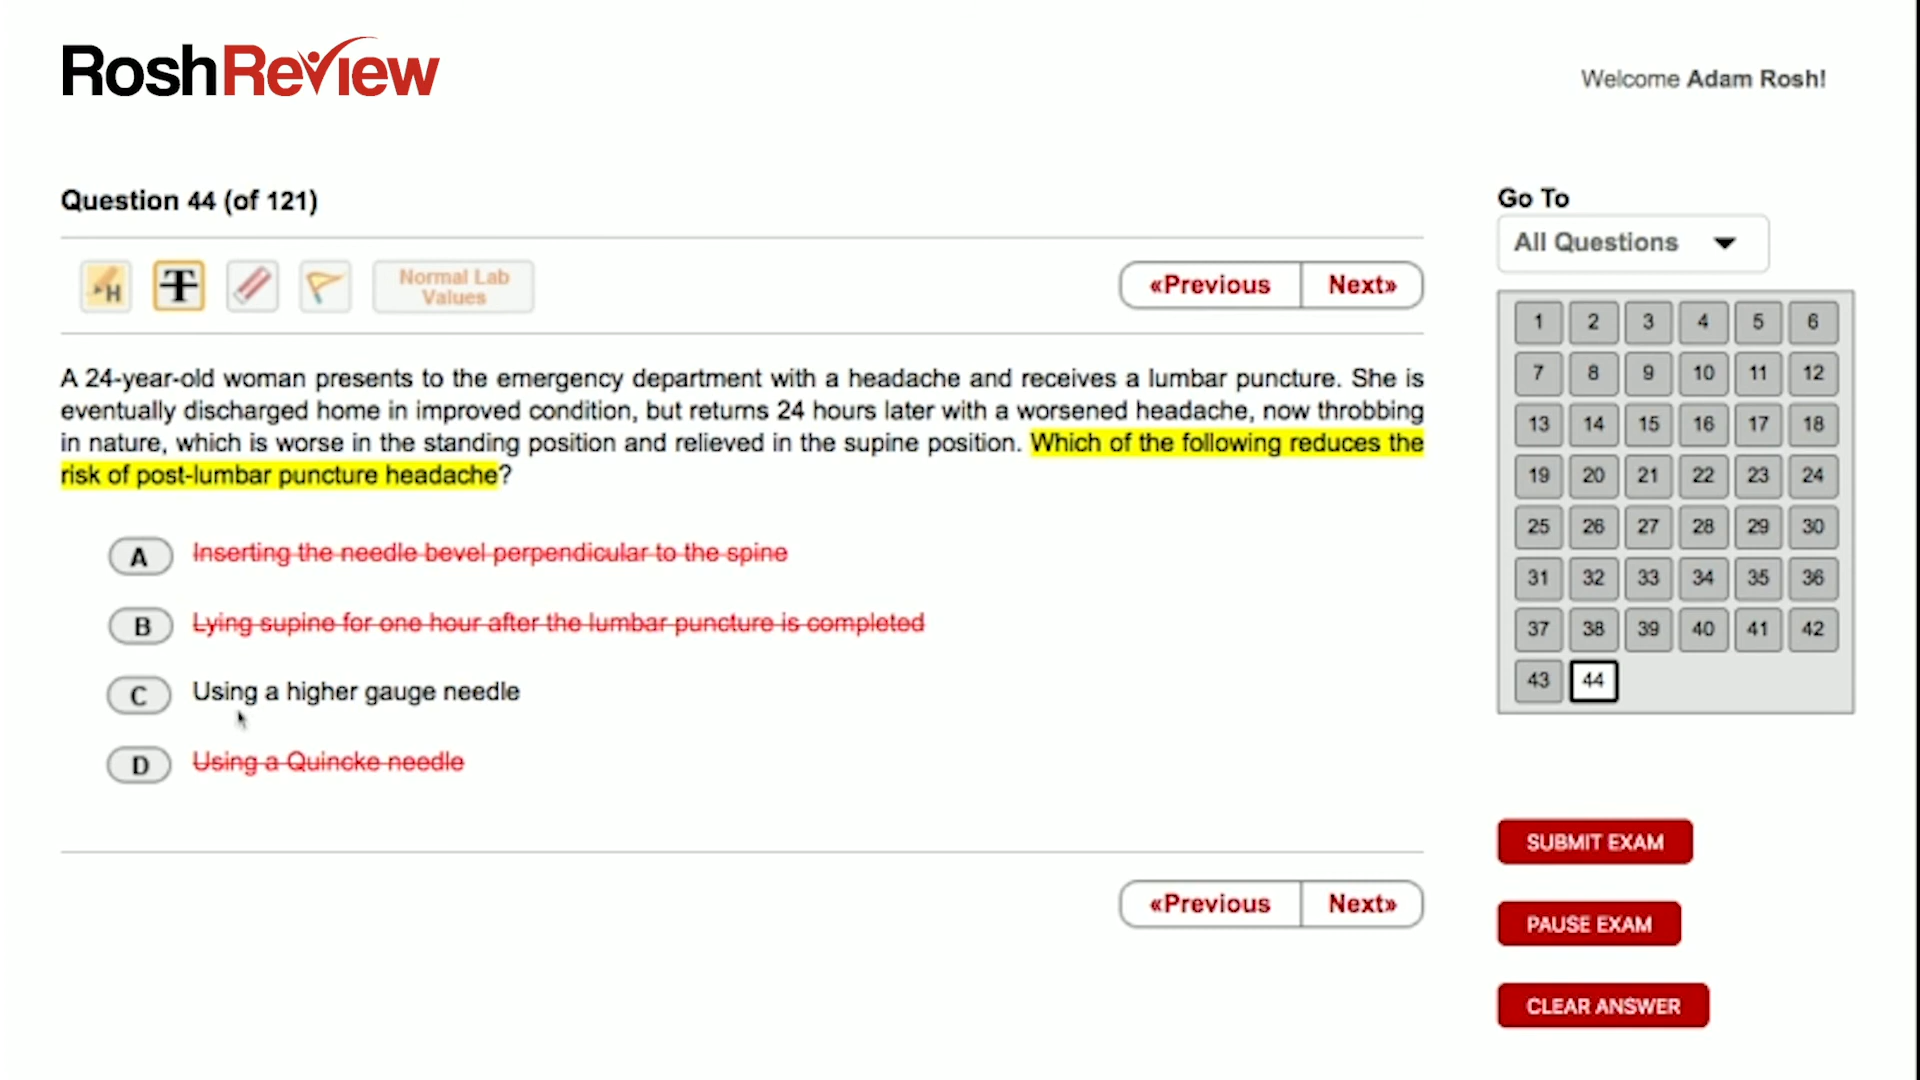 RoshReview
Welcome Adam Rosh!
Question 44 (of 121)
H
T
Normal Lab
Values
«Previous
Next»
A 24-year-old woman presents to the emergency department with a headache and receives a lumbar puncture. She is
eventually discharged home in improved condition, but returns 24 hours later with a worsened headache, now throbbing
in nature, which is worse in the standing position and relieved in the supine position. Which of the following reduces the
risk of post-lumbar puncture headache?
A Inserting the needle bevel perpendicular to the spine
B Lying supine for one hour after the lumbar puncture is completed
C Using a higher gauge needle
D Using a Quincke needle
«Previous
Next»
Go To
All Questions
1 2 3 4 5 6
7 8 9 10 11 12
13 14 15 16 17 18
19 20 21 22 23 24
25 26 27 28 29 30
31 32 33 34 35 36
37 38 39 40 41 42
43 44
SUBMIT EXAM
PAUSE EXAM
CLEAR ANSWER